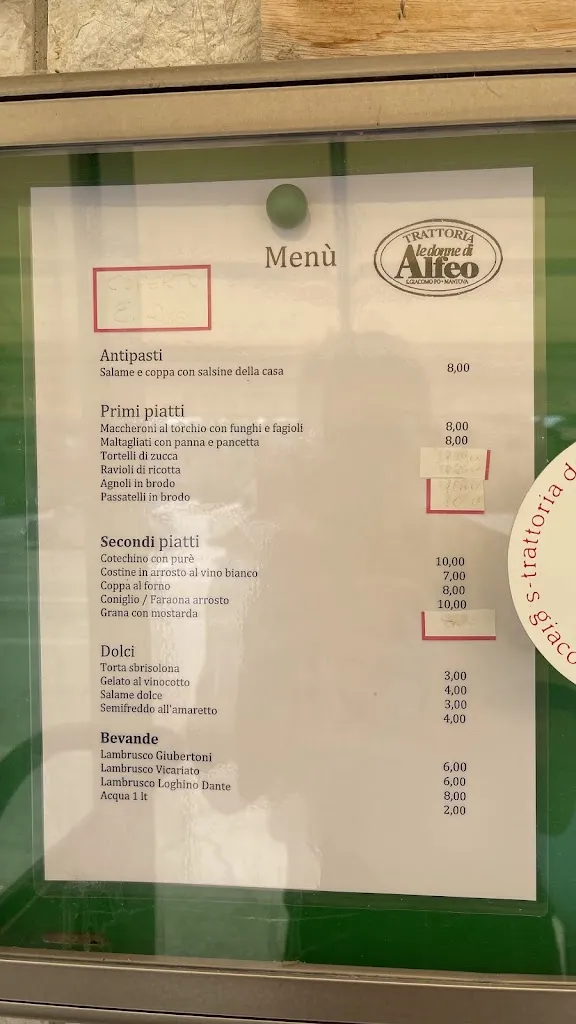 Menù
TRATTORIA
le donne di
Alfeo
S.GIACOMO PO • MANTOVA
Antipasti
Salame e coppa con salsine della casa 8,00
Primi piatti
Maccheroni al torchio con funghi e fagioli 8,00
Maltagliati con panna e pancetta 8,00
Tortelli di zucca
Ravioli di ricotta
Agnoli in brodo
Passatelli in brodo
Secondi piatti
Cotechino con purè 10,00
Costine in arrosto al vino bianco 7,00
Coppa al forno 8,00
Coniglio / Faraona arrosto 10,00
Grana con mostarda
Dolci
Torta sbrisolona 3,00
Gelato al vinocotto 4,00
Salame dolce 3,00
Semifreddo all'amaretto 4,00
Bevande
Lambrusco Giubertoni 6,00
Lambrusco Vicariato 6,00
Lambrusco Loghino Dante 8,00
Acqua 1 lt 2,00
s-trattoria d
giaco